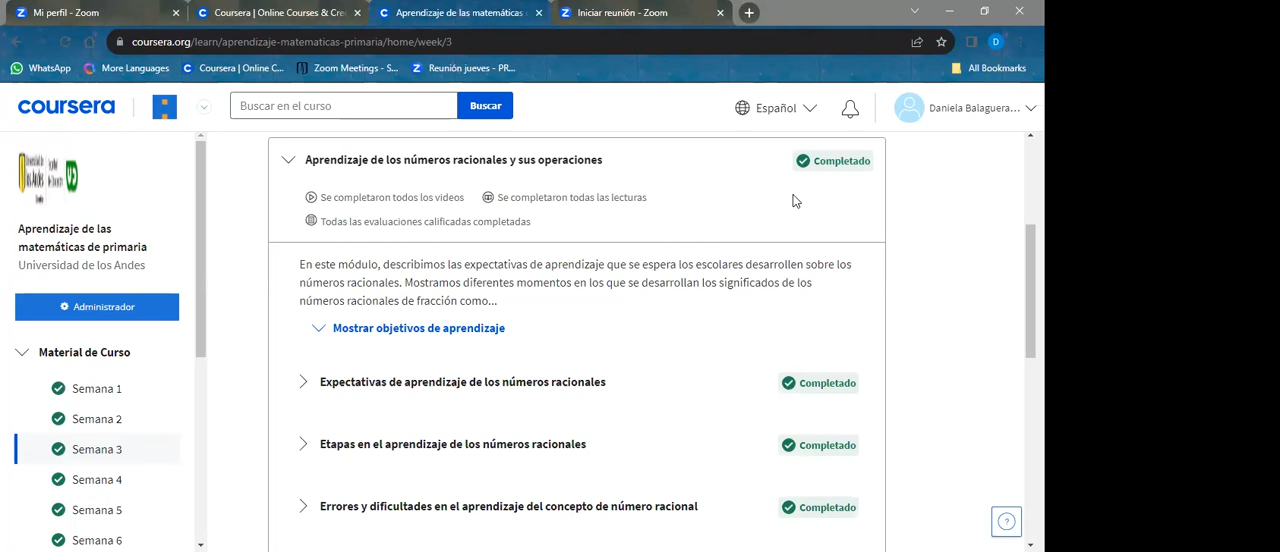 Mi perfil - Zoom
Coursera | Online Courses & Cre
Aprendizaje de las matemáticas
Iniciar reunión - Zoom
coursera.org/learn/aprendizaje-matematicas-primaria/home/week/3
WhatsApp
More Languages
Coursera | Online C...
Zoom Meetings - S...
Reunión jueves - PR...
All Bookmarks
coursera
Buscar en el curso
Buscar
Español
Daniela Balaguera...
Aprendizaje de las
matemáticas de primaria
Universidad de los Andes
Administrador
Material de Curso
Semana 1
Semana 2
Semana 3
Semana 4
Semana 5
Semana 6
Aprendizaje de los números racionales y sus operaciones
Completado
Se completaron todos los videos
Se completaron todas las lecturas
Todas las evaluaciones calificadas completadas
En este módulo, describimos las expectativas de aprendizaje que se espera los escolares desarrollen sobre los
números racionales. Mostramos diferentes momentos en los que se desarrollan los significados de los
números racionales de fracción como...
Mostrar objetivos de aprendizaje
Expectativas de aprendizaje de los números racionales
Completado
Etapas en el aprendizaje de los números racionales
Completado
Errores y dificultades en el aprendizaje del concepto de número racional
Completado